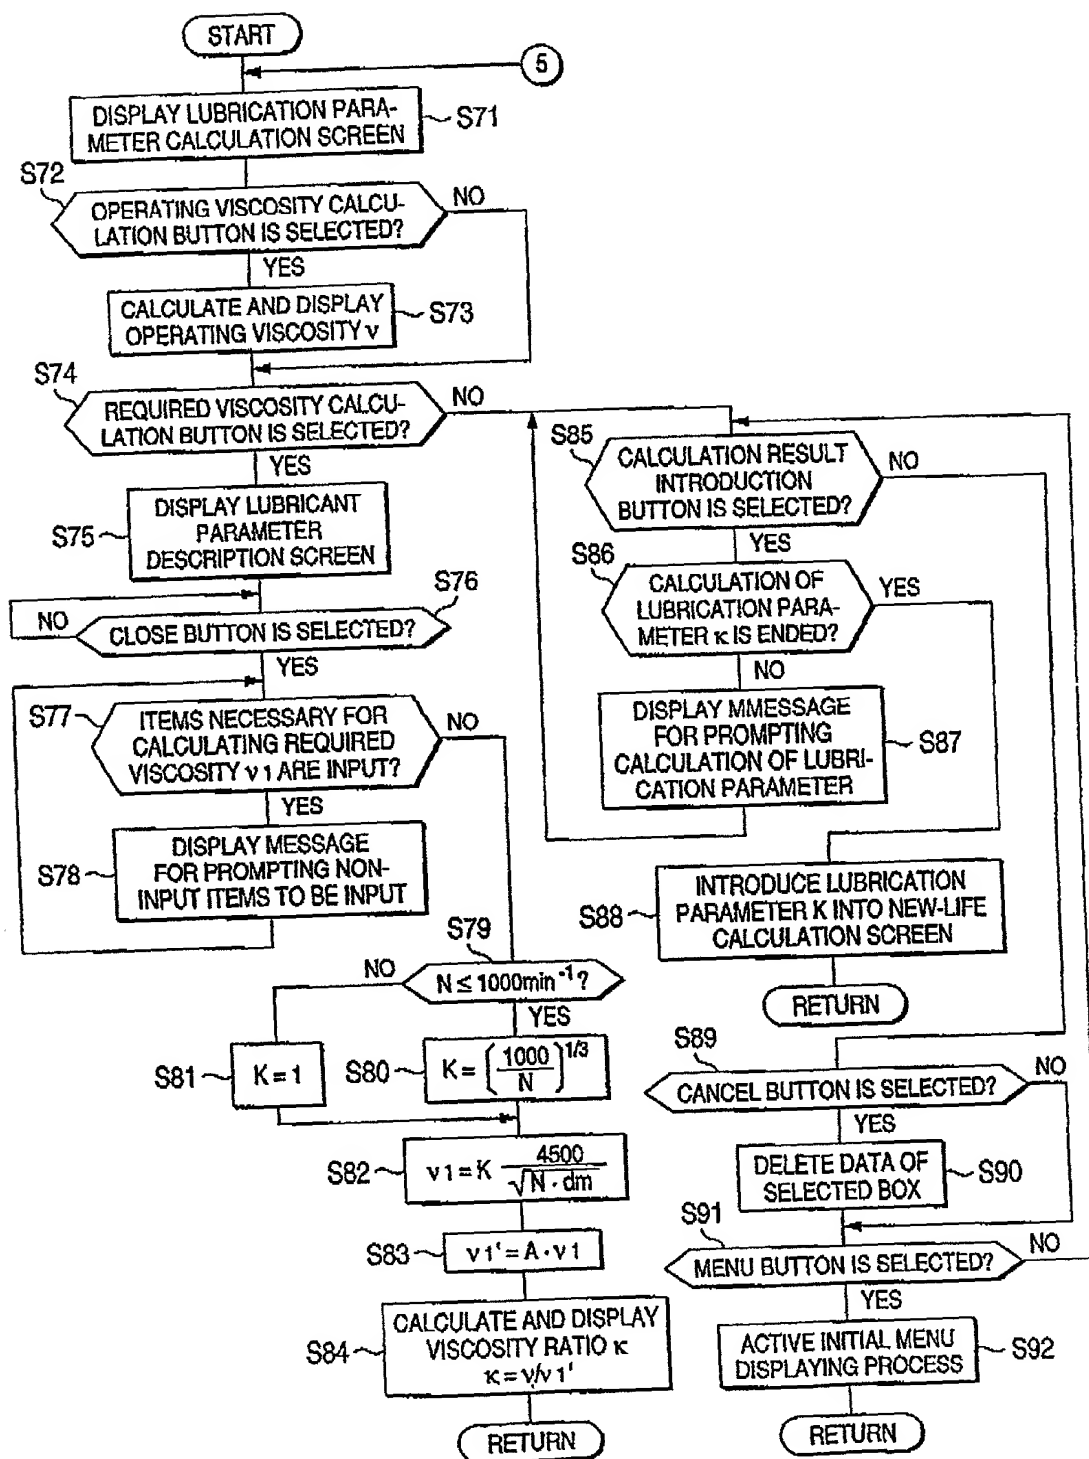 START
5
DISPLAY LUBRICATION PARA-
METER CALCULATION SCREEN
S71
S72
OPERATING VISCOSITY CALCU-
LATION BUTTON IS SELECTED?
NO
YES
CALCULATE AND DISPLAY
OPERATING VISCOSITY ν
S73
S74
REQUIRED VISCOSITY CALCU-
LATION BUTTON IS SELECTED?
NO
YES
S75
DISPLAY LUBRICANT
PARAMETER
DESCRIPTION SCREEN
S76
NO
CLOSE BUTTON IS SELECTED?
YES
S77
ITEMS NECESSARY FOR
CALCULATING REQUIRED
VISCOSITY ν1 ARE INPUT?
NO
YES
S78
DISPLAY MESSAGE
FOR PROMPTING NON-
INPUT ITEMS TO BE INPUT
S79
NO
N ≤ 1000min⁻¹ ?
YES
S81
K = 1
S80
K = (1000/N)^1/3
S82
ν1 = K 4500/√N · dm
S83
ν1' = A · ν1
S84
CALCULATE AND DISPLAY
VISCOSITY RATIO κ
κ = ν/ν1'
RETURN
S85
CALCULATION RESULT
INTRODUCTION
BUTTON IS SELECTED?
NO
YES
S86
CALCULATION OF
LUBRICATION PARA-
METER κ IS ENDED?
YES
NO
DISPLAY MMESSAGE
FOR PROMPTING
CALCULATION OF LUBRI-
CATION PARAMETER
S87
S88
INTRODUCE LUBRICATION
PARAMETER K INTO NEW-LIFE
CALCULATION SCREEN
RETURN
S89
CANCEL BUTTON IS SELECTED?
NO
YES
DELETE DATA OF
SELECTED BOX
S90
S91
MENU BUTTON IS SELECTED?
NO
YES
ACTIVE INITIAL MENU
DISPLAYING PROCESS
S92
RETURN